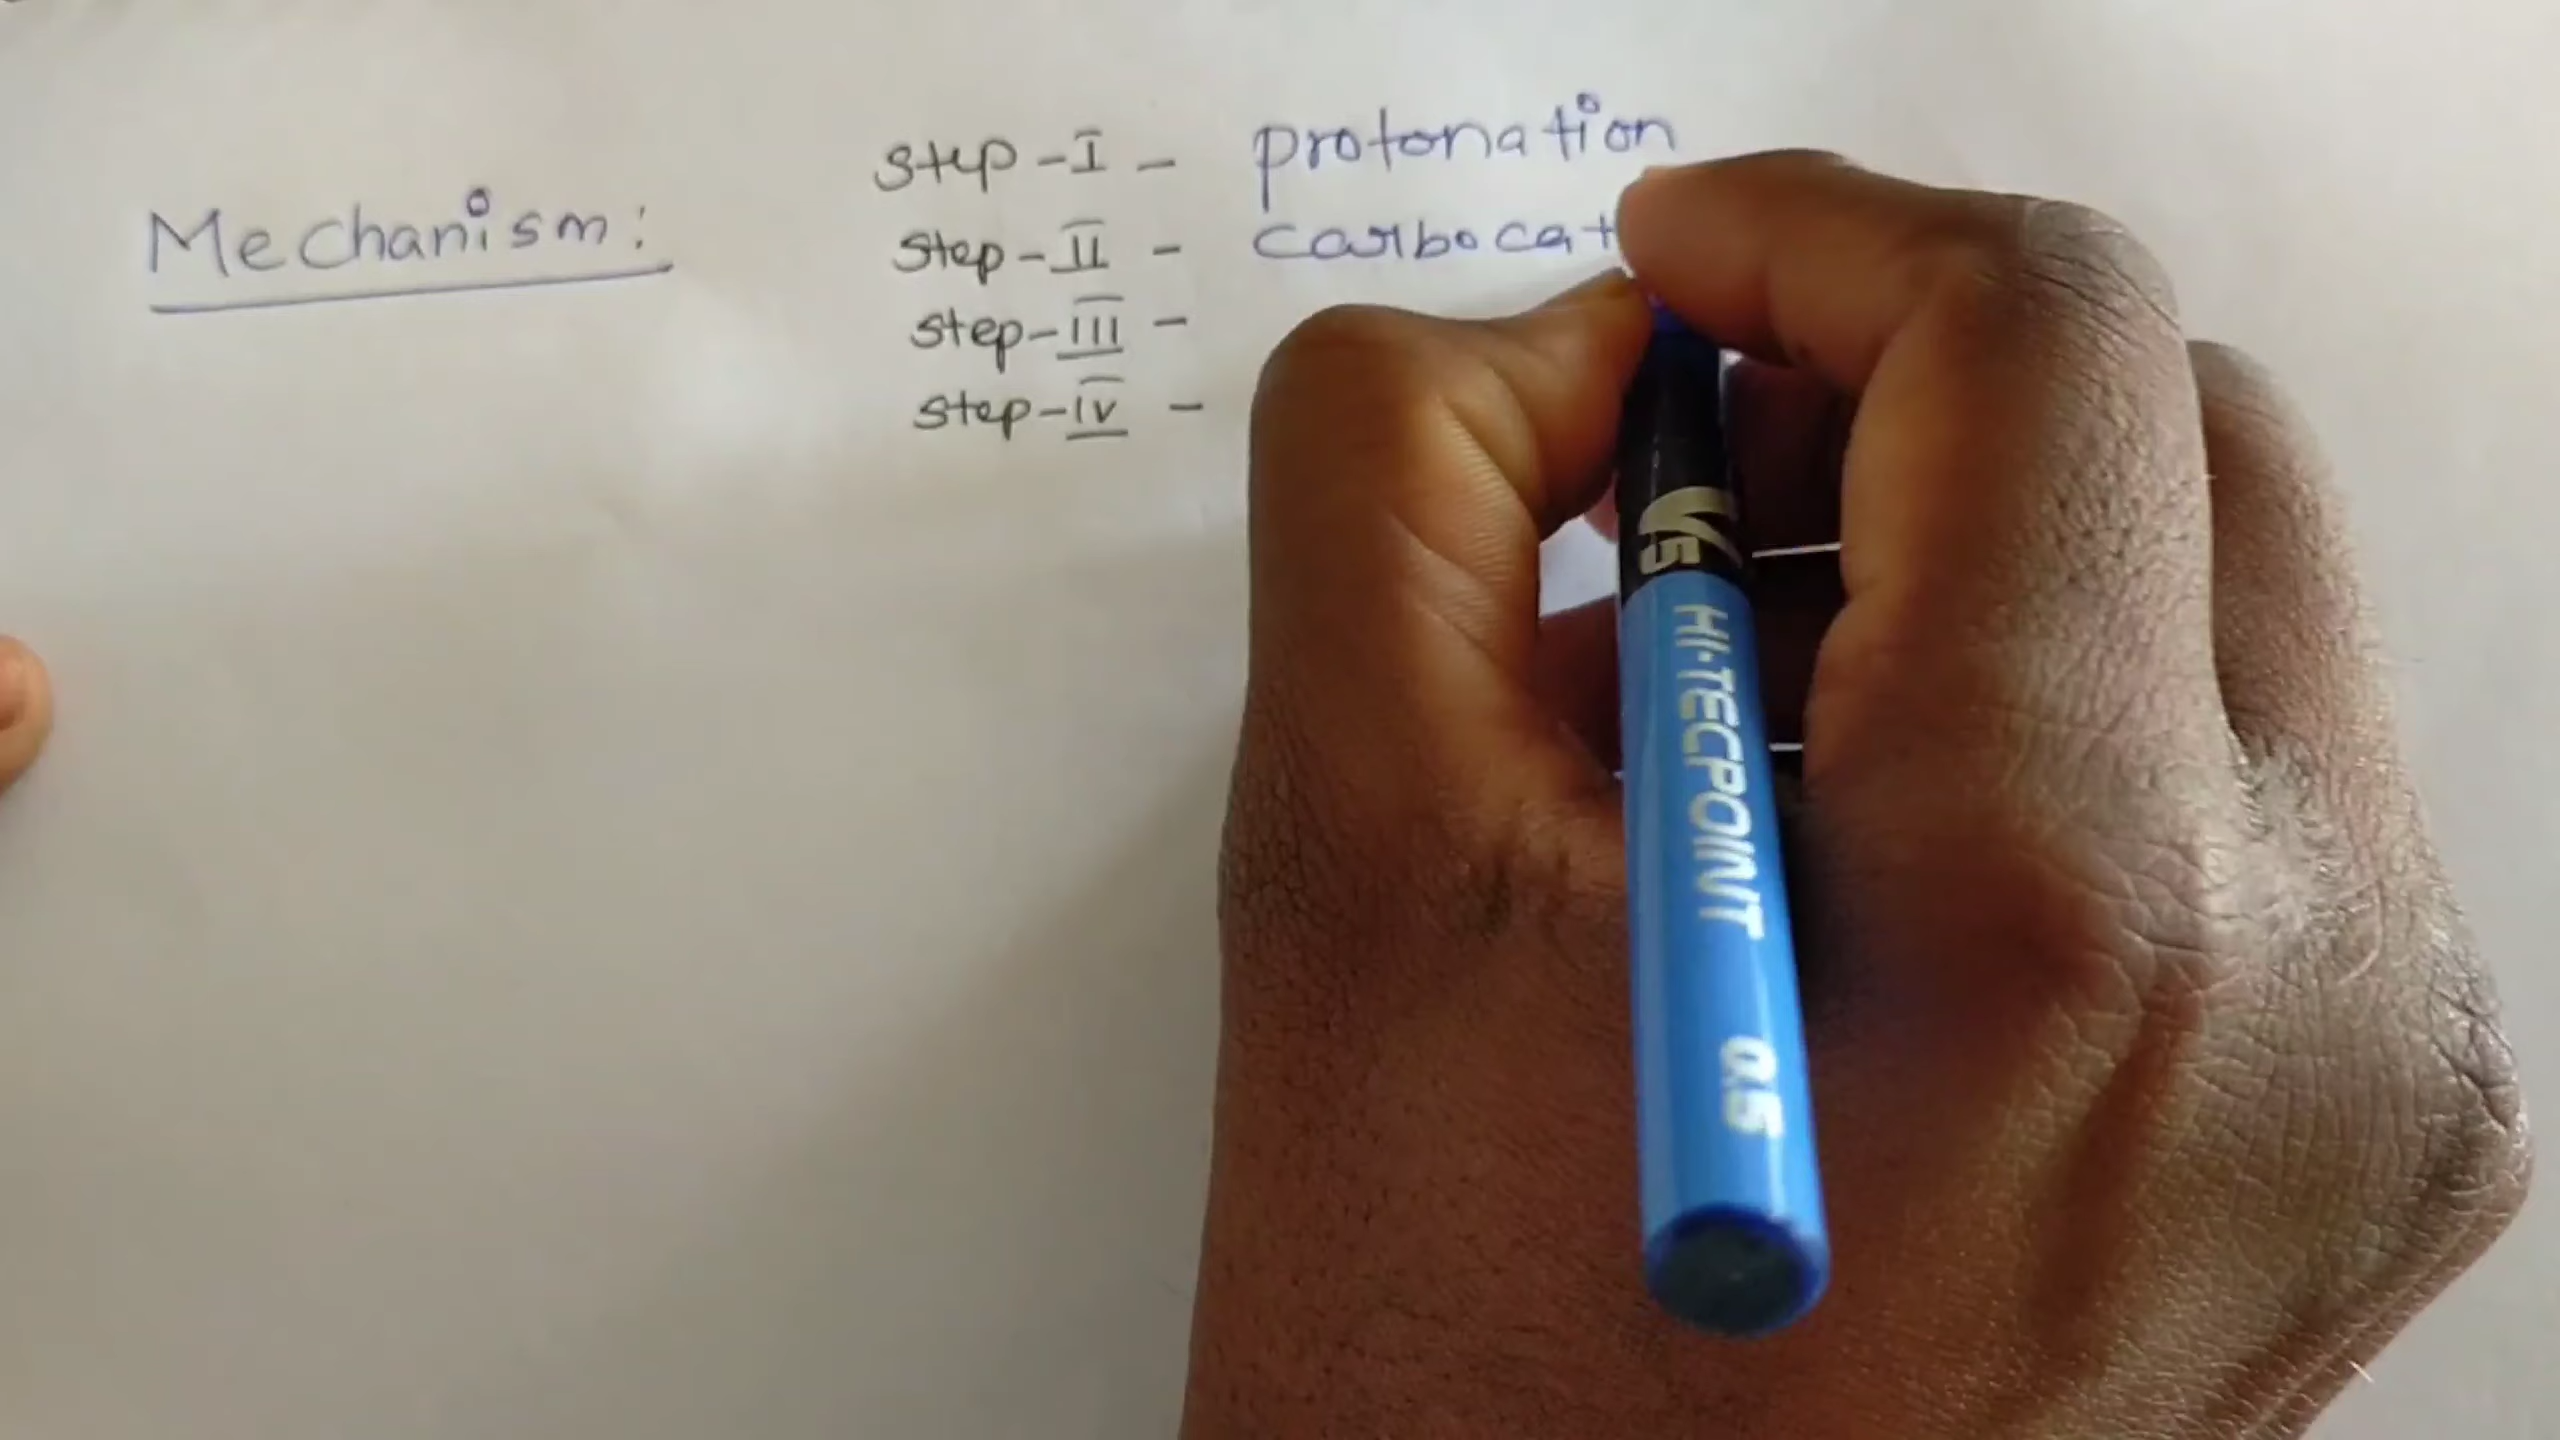 Mechanism:
Step - I - protonation
Step - II - carbocat
Step - III -
Step - IV -
V5 HI-TECPOINT 0.5